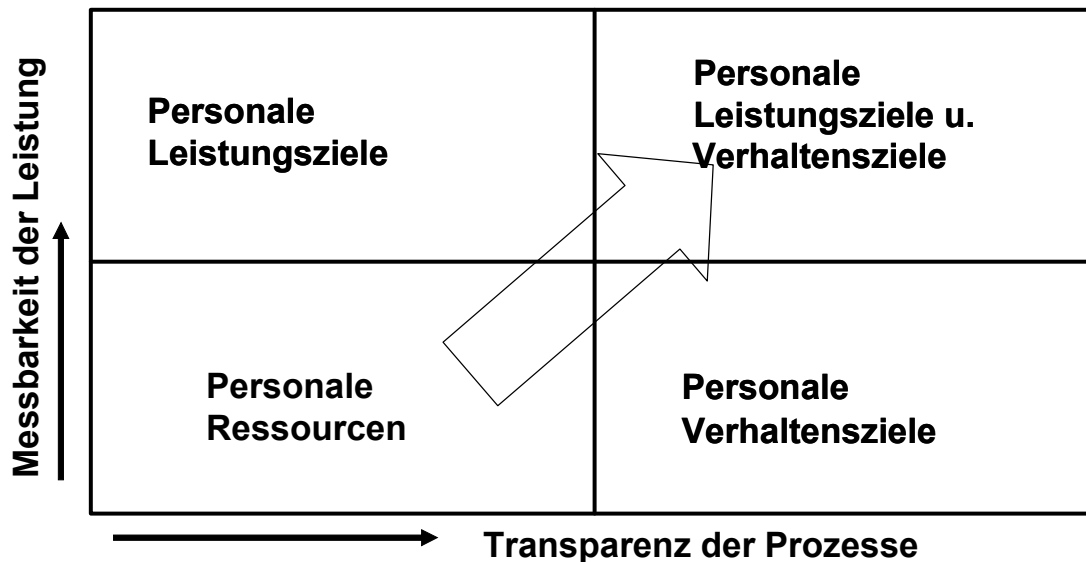 Messbarkeit der Leistung
Personale
Leistungsziele
Personale
Leistungsziele u.
Verhaltensziele
Personale
Ressourcen
Personale
Verhaltensziele
Transparenz der Prozesse